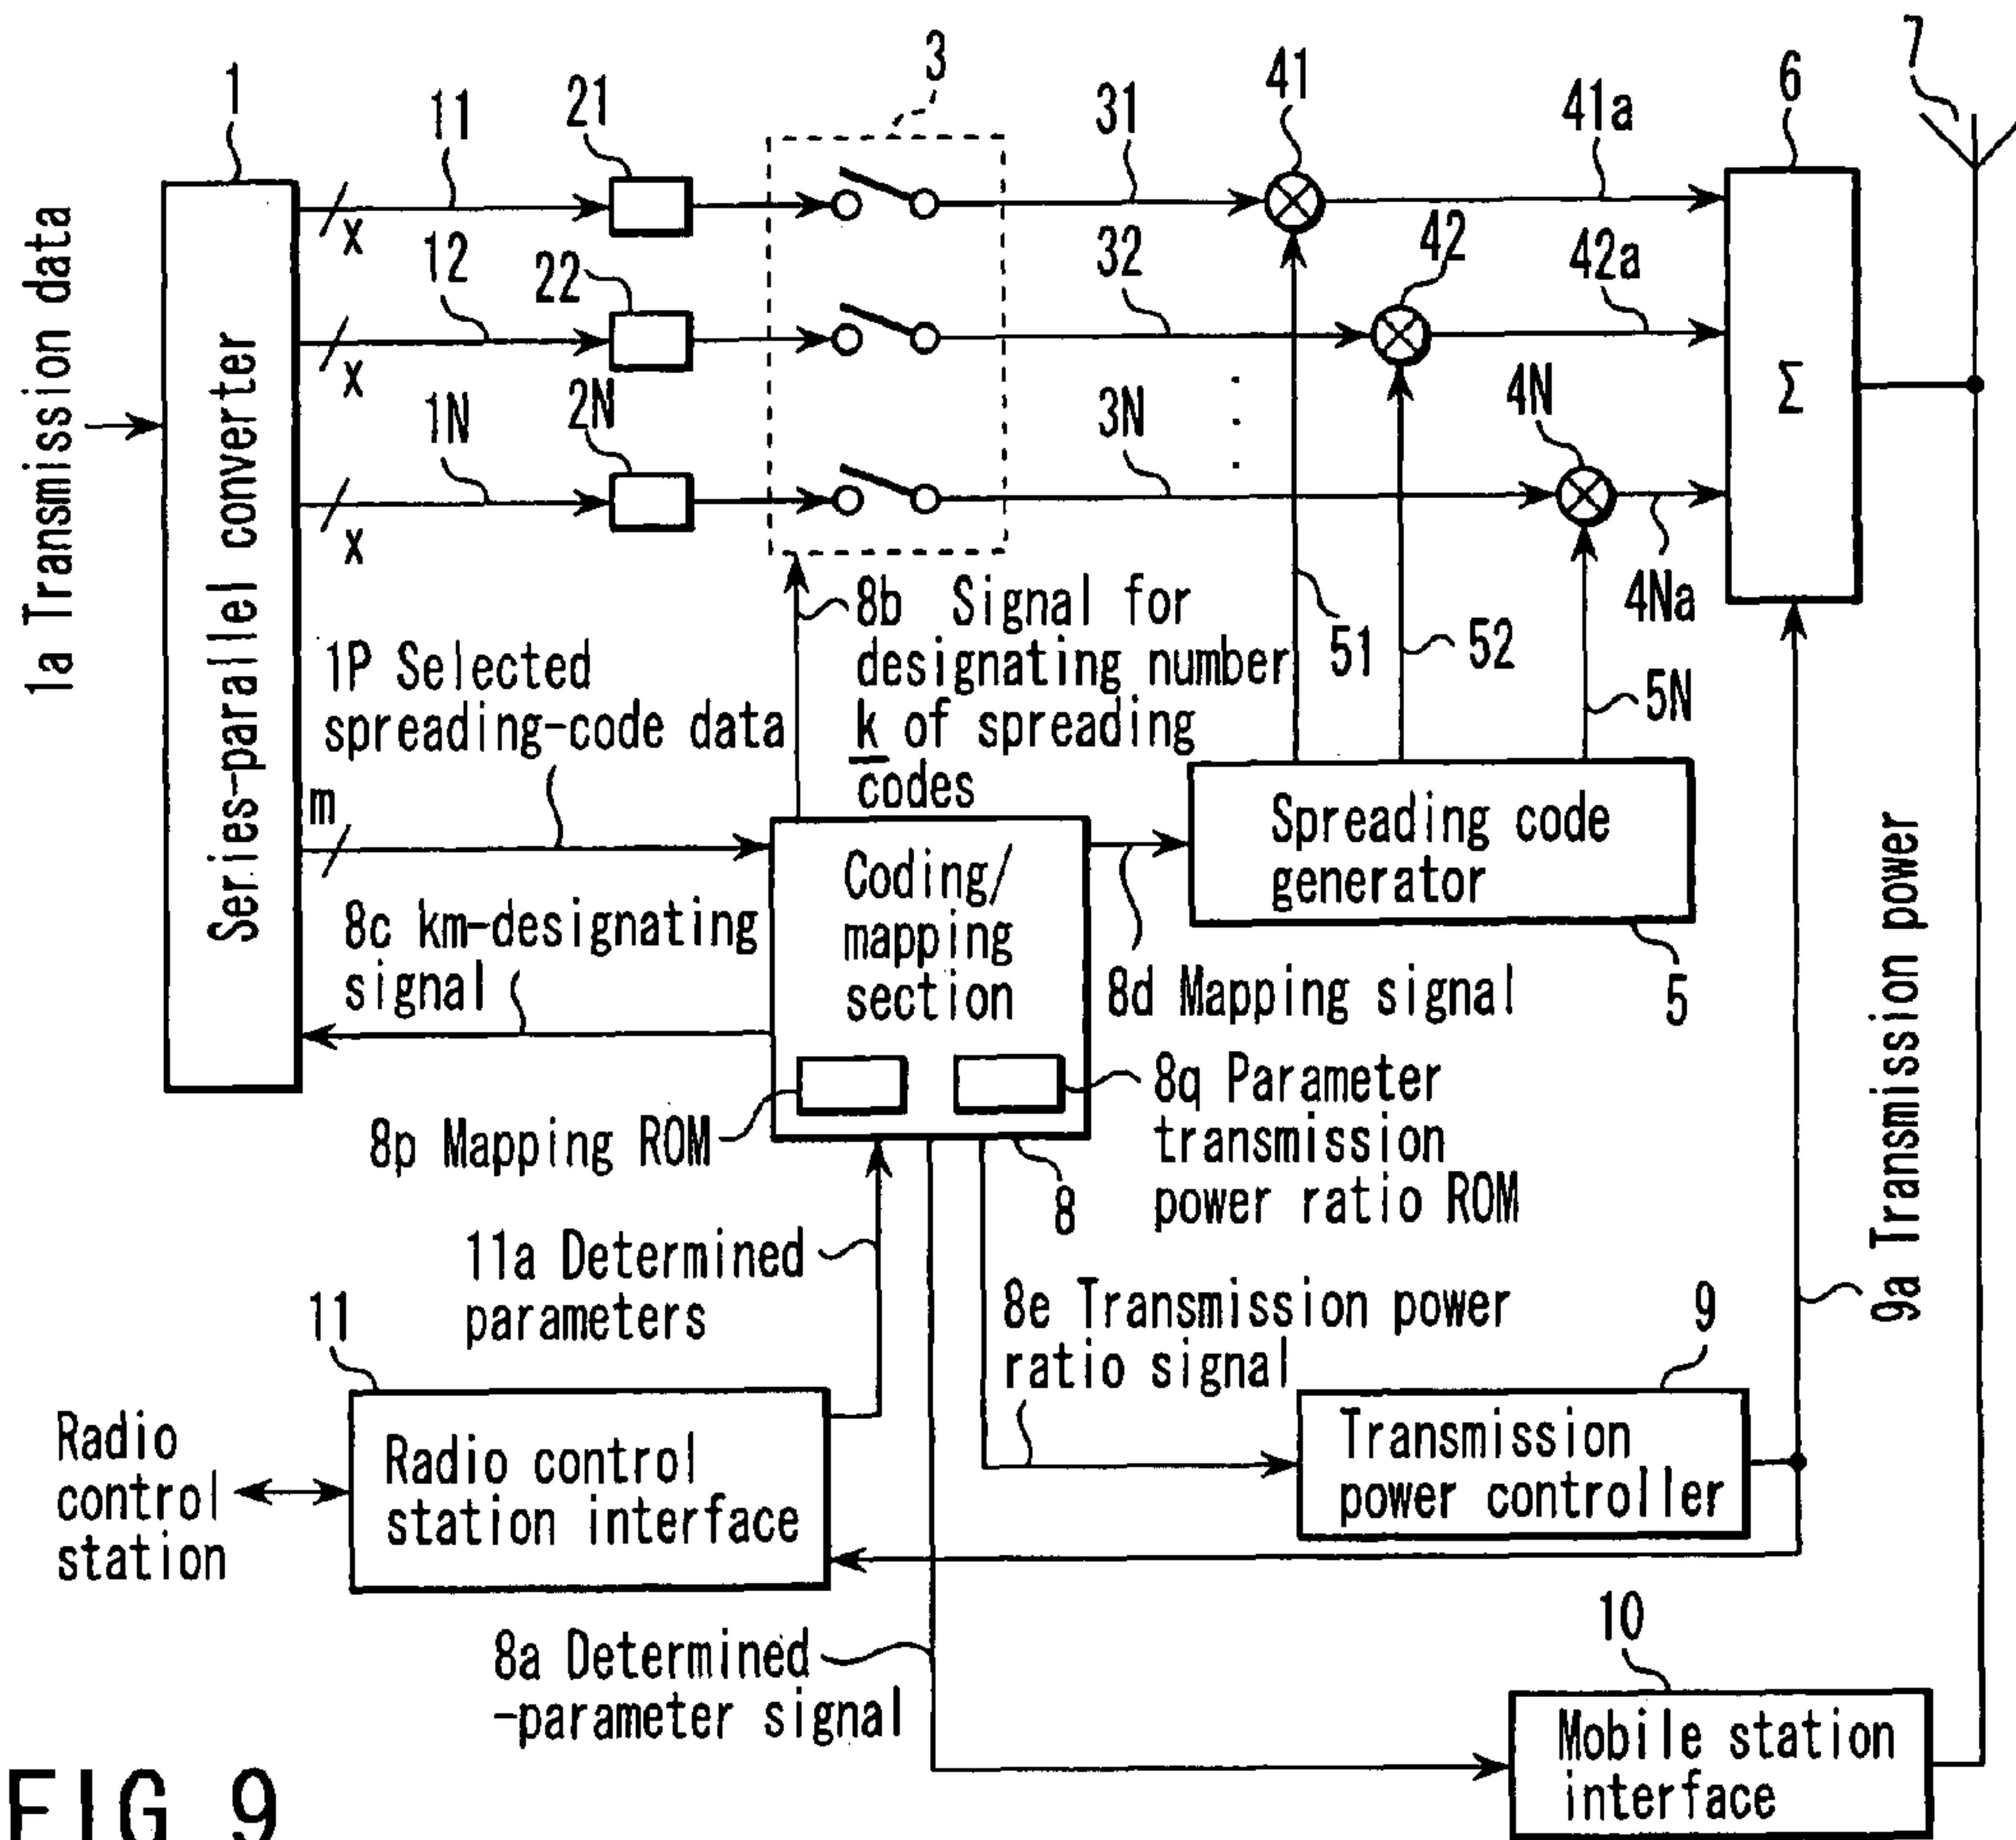 1
11
21
3
31
41
41a
6
7
1a Transmission data
Series-parallel converter
x
12
22
32
42
42a
Σ
x
1N
2N
3N
4N
4Na
x
1P Selected
spreading-code data
8b Signal for
designating number
k of spreading
codes
51
52
5N
m
Coding/
mapping
section
Spreading code
generator
5
8c km-designating
signal
8d Mapping signal
8p Mapping ROM
8q Parameter
transmission
power ratio ROM
8
9a Transmission power
11a Determined
parameters
11
8e Transmission power
ratio signal
9
Radio
control
station
Radio control
station interface
Transmission
power controller
8a Determined
-parameter signal
10
Mobile station
interface
FIG 9